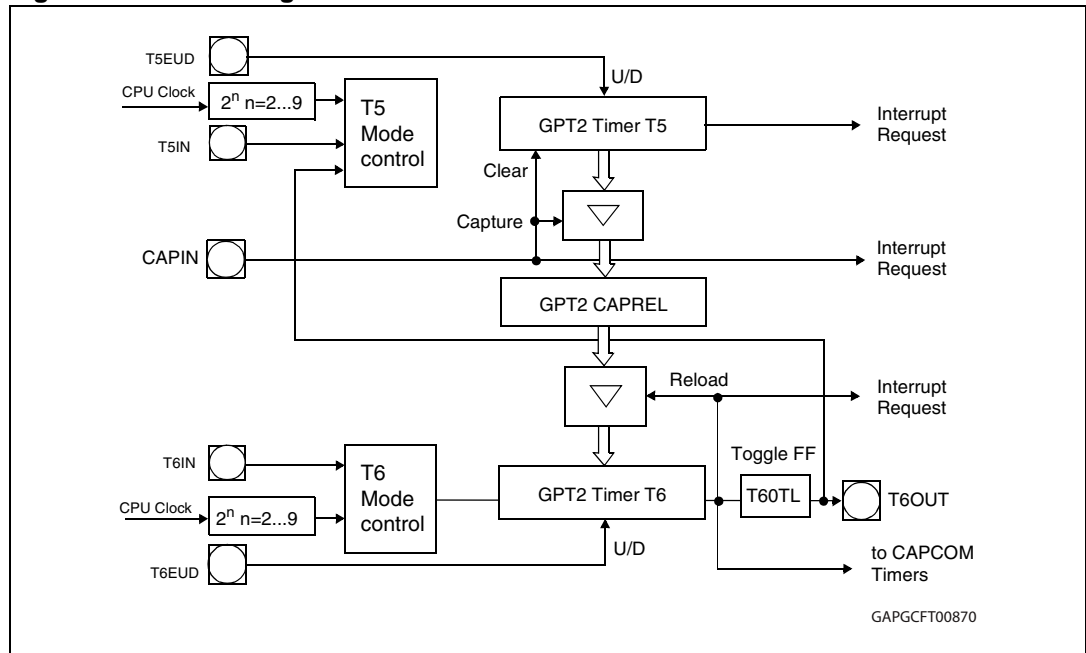 T5EUD
U/D
CPU Clock
2n n=2...9
T5
Mode
control
GPT2 Timer T5
Interrupt
Request
T5IN
Clear
Capture
CAPIN
Interrupt
Request
GPT2 CAPREL
Reload
Interrupt
Request
Toggle FF
T6IN
T6
Mode
control
GPT2 Timer T6
T60TL
T6OUT
CPU Clock
2n n=2...9
U/D
T6EUD
to CAPCOM
Timers
GAPGCFT00870